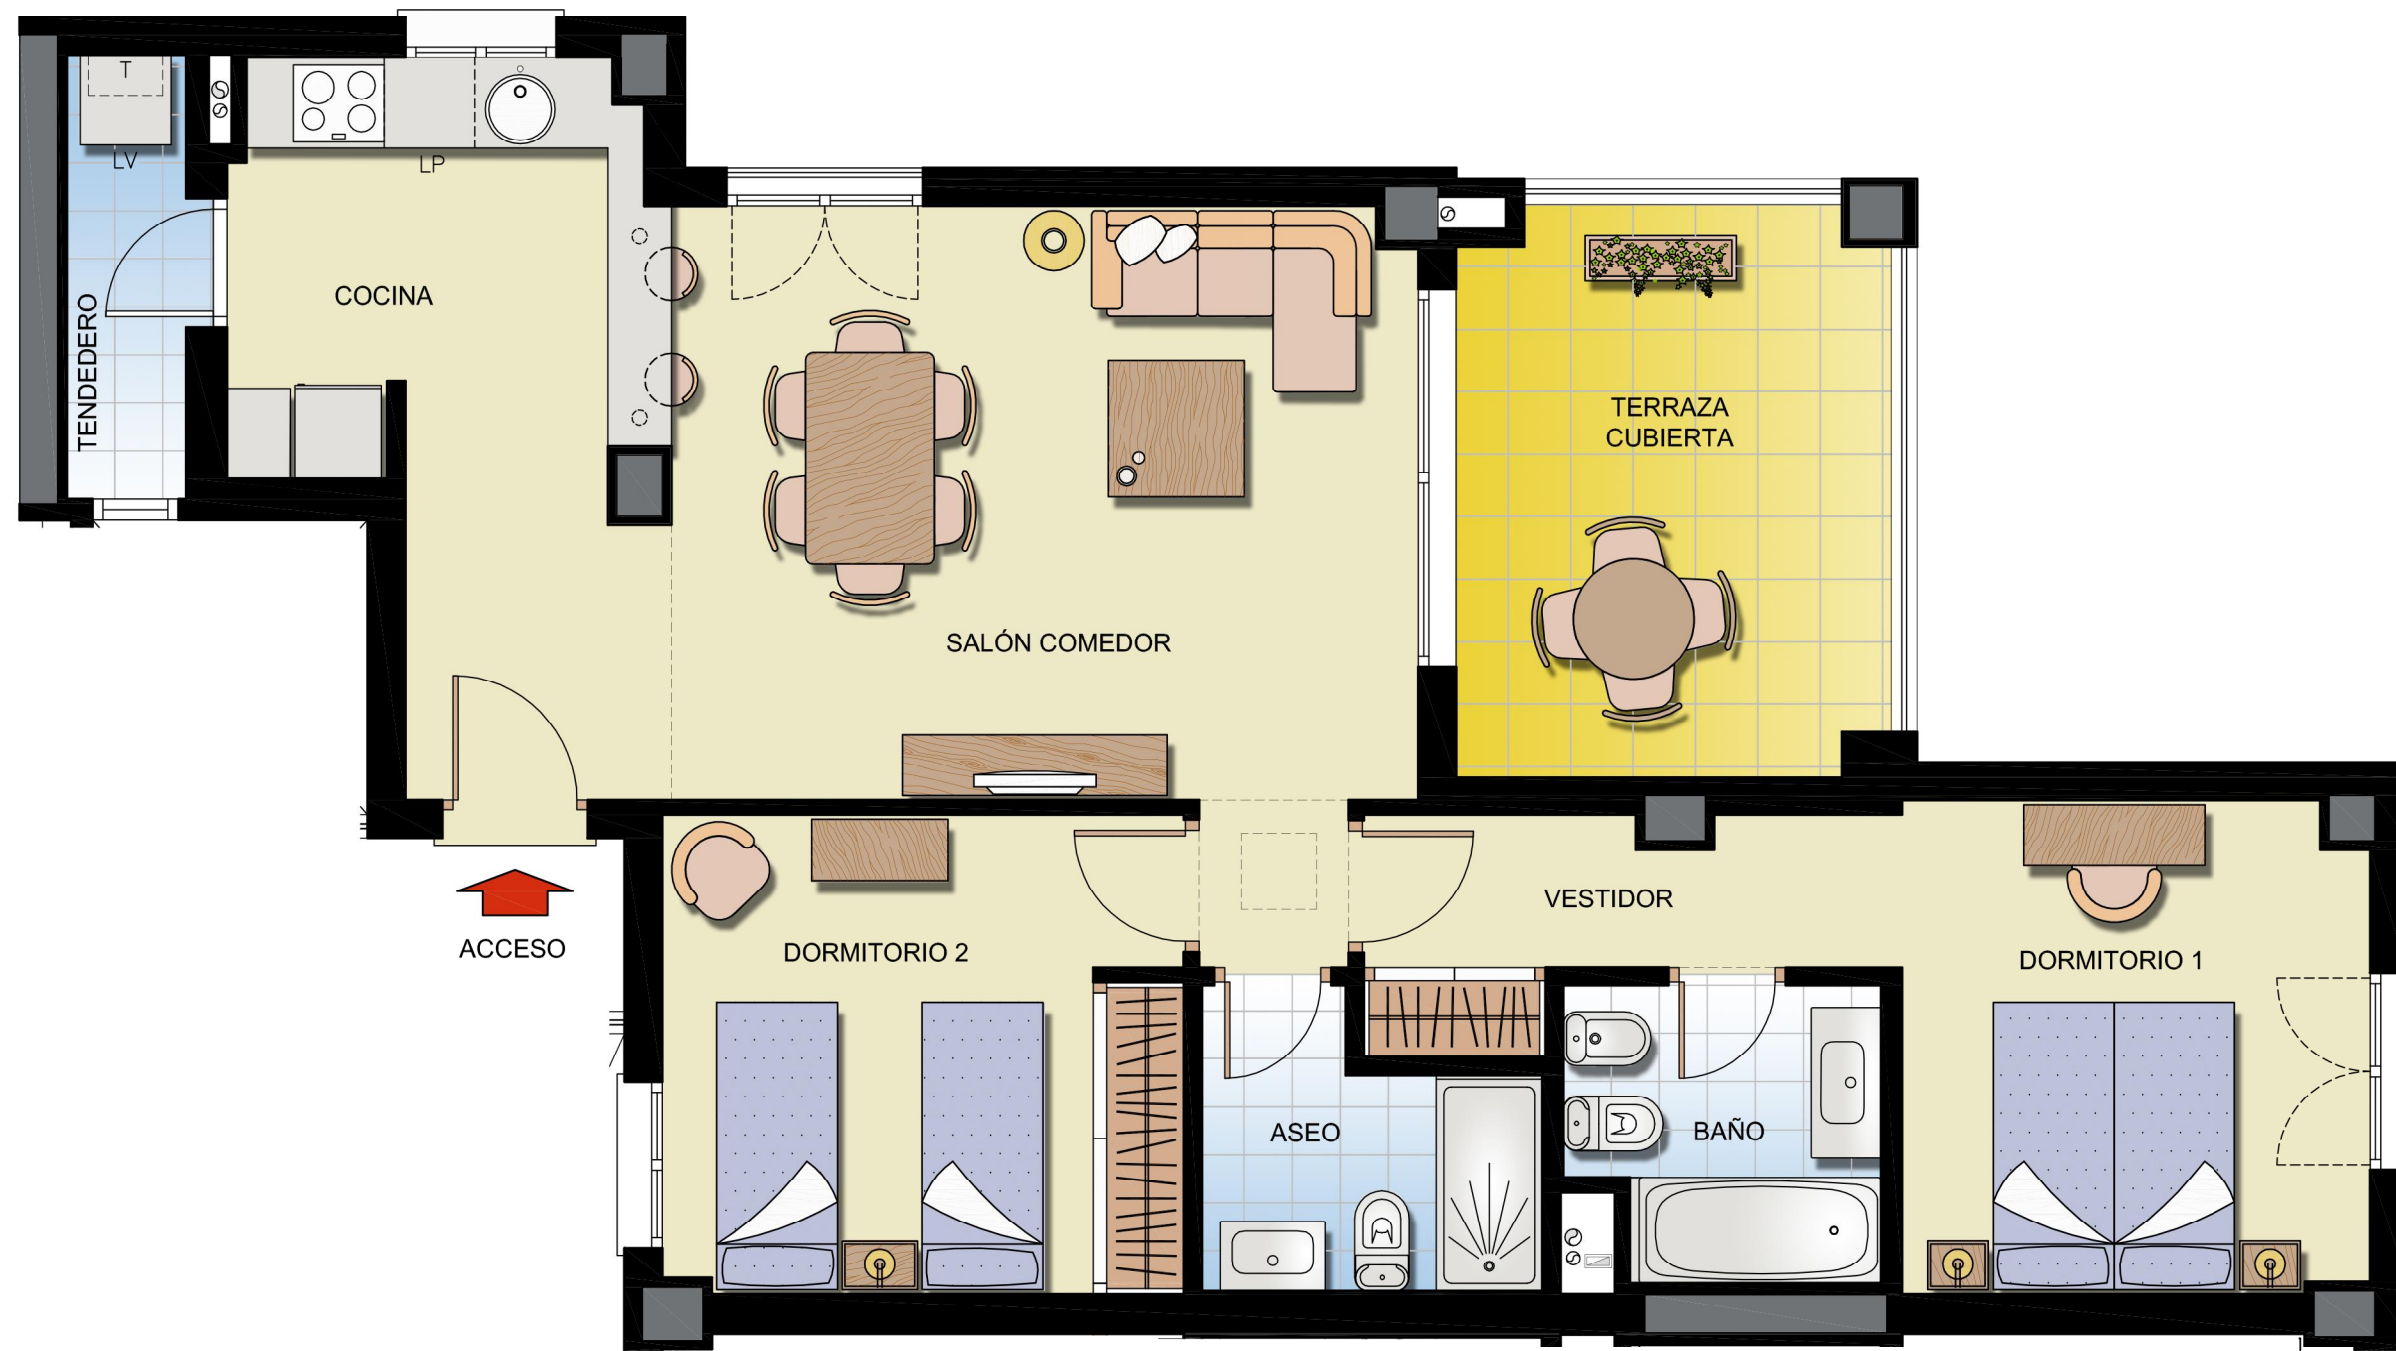 T
LV
LP
COCINA
TENDEDERO
TERRAZA
CUBIERTA
SALÓN COMEDOR
VESTIDOR
ACCESO
DORMITORIO 2
DORMITORIO 1
ASEO
BAÑO